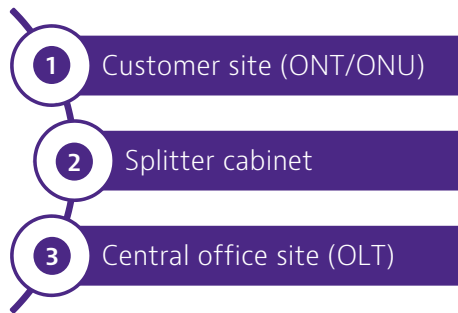 1 Customer site (ONT/ONU)
2 Splitter cabinet
3 Central office site (OLT)